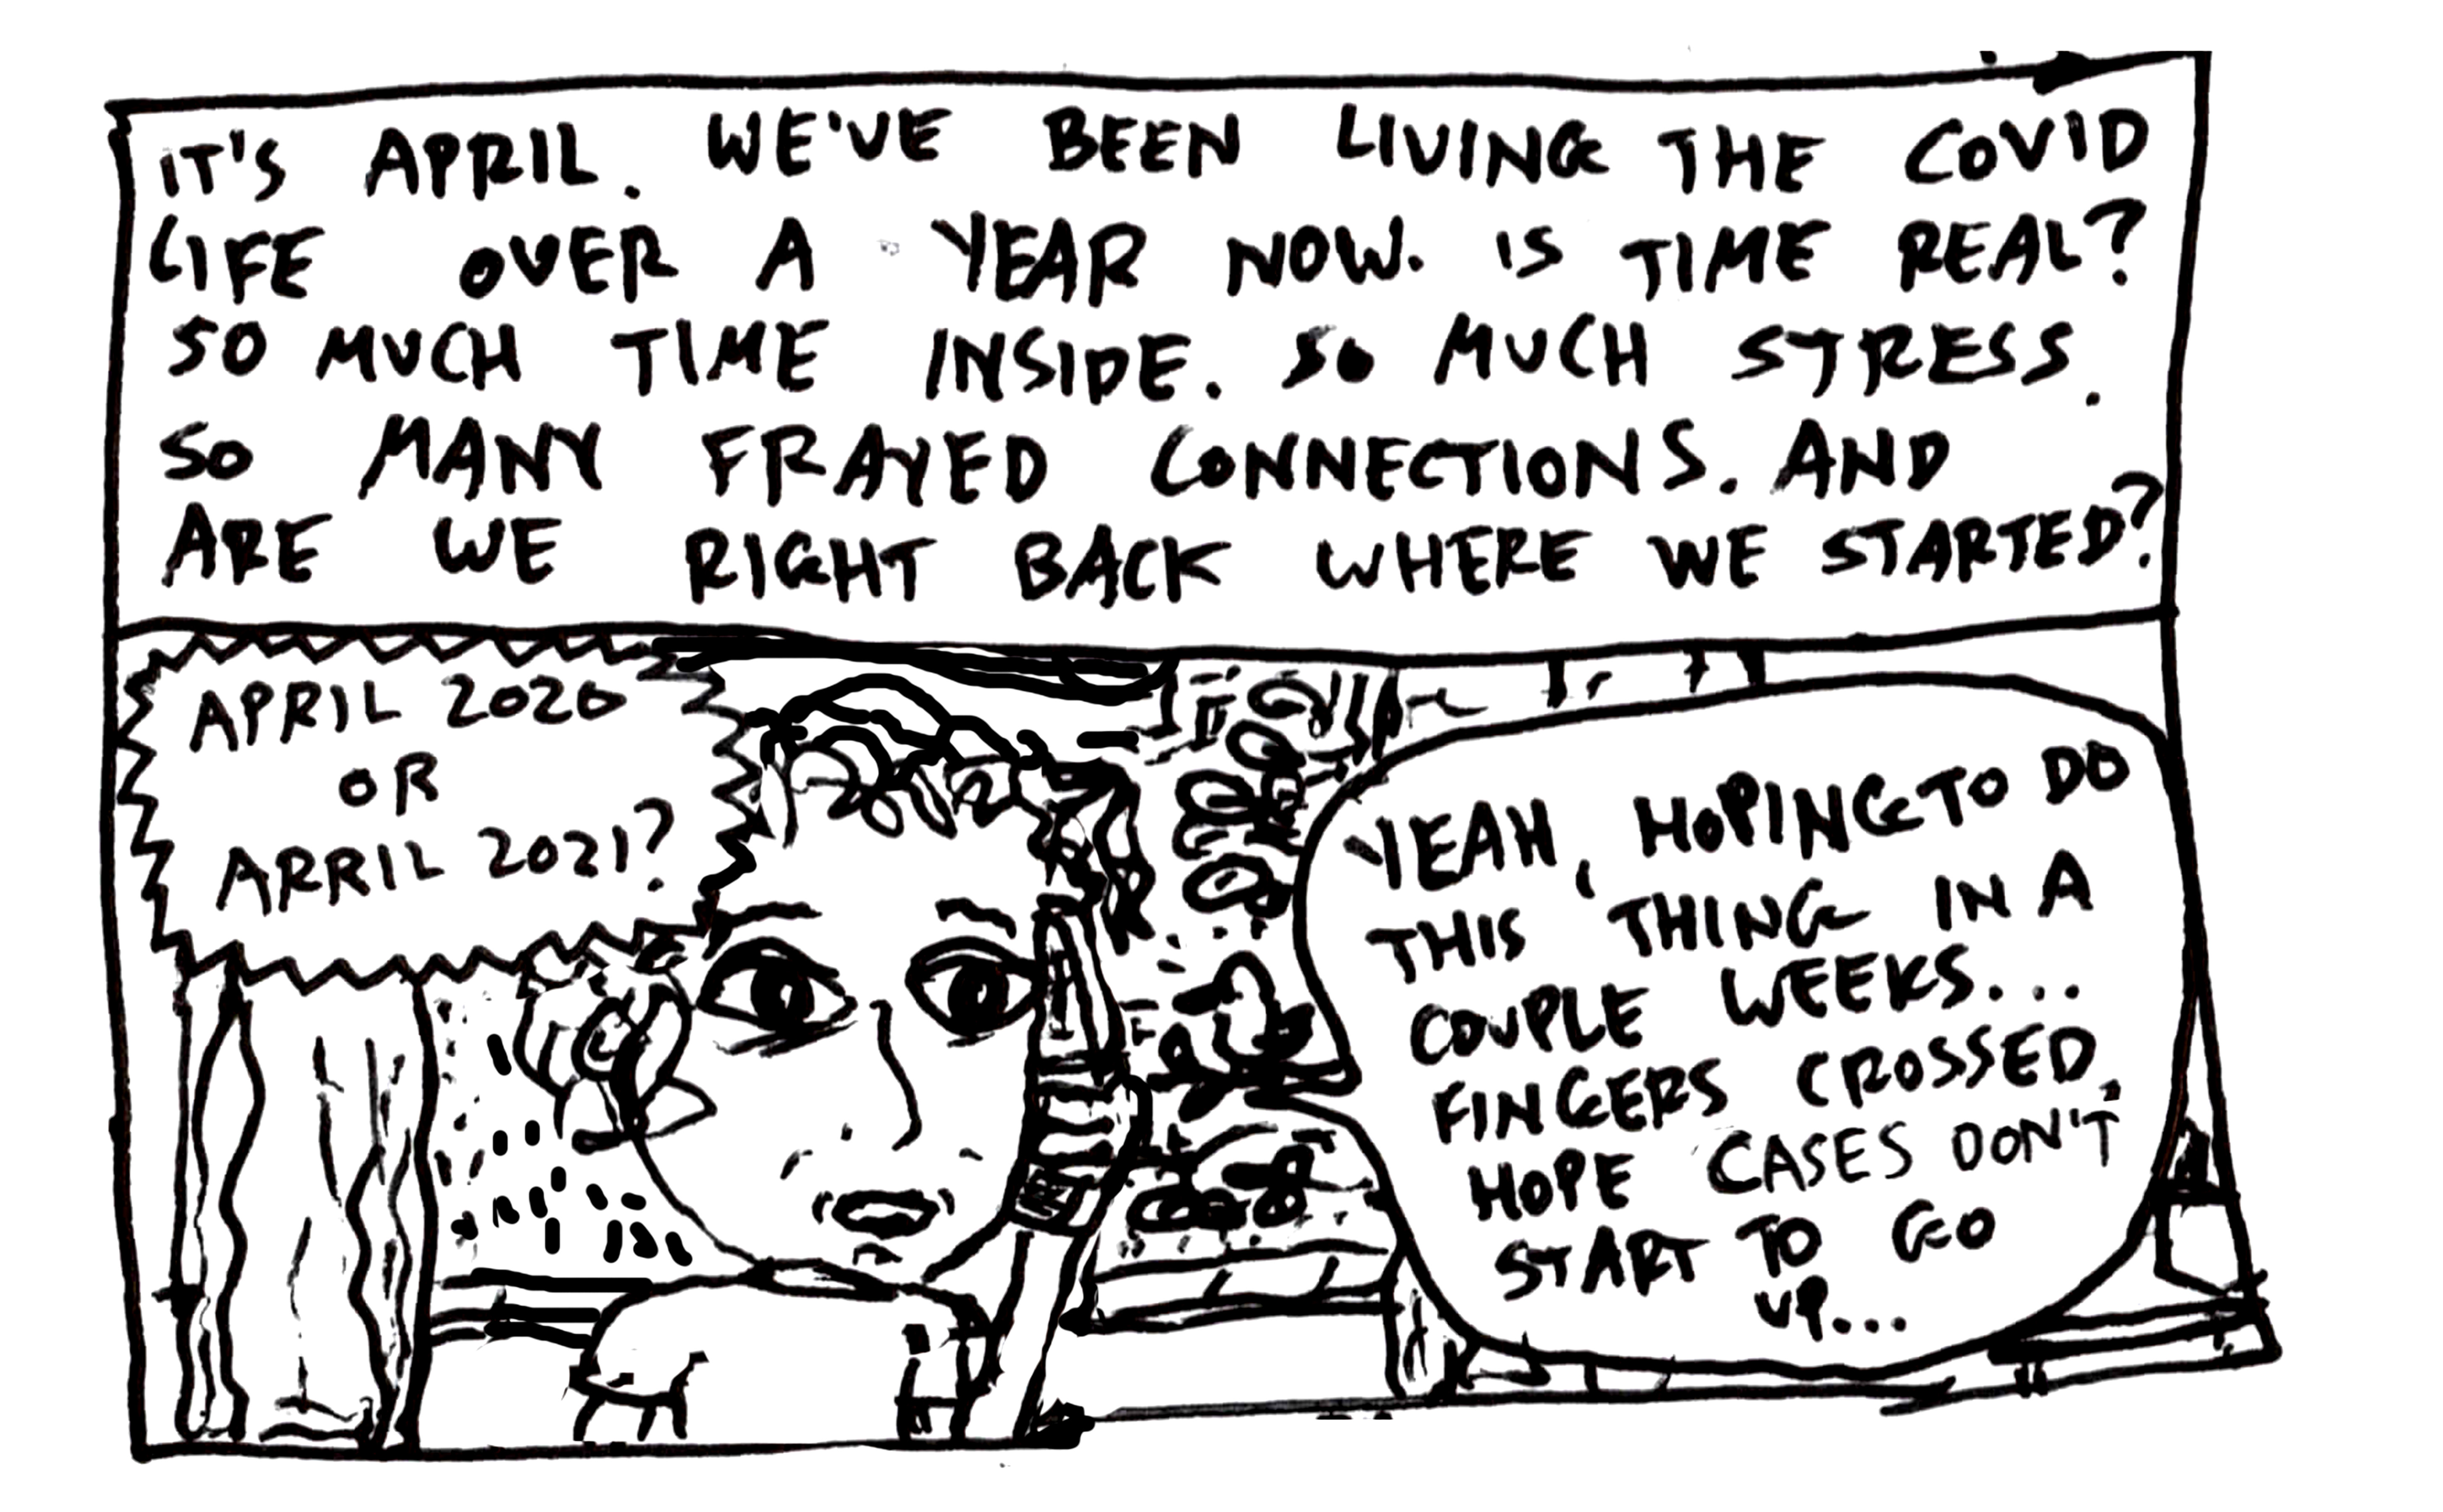 IT'S APRIL. WE'VE BEEN LIVING THE COVID
LIFE OVER A YEAR NOW. IS TIME REAL?
SO MUCH TIME INSIDE. SO MUCH STRESS.
SO MANY FRAYED CONNECTIONS. AND
ARE WE RIGHT BACK WHERE WE STARTED?
APRIL 2020
OR
ARRIL 2021?
YEAH, HOPING TO DO
THIS THING IN A
COUPLE WEEKS...
FINGERS CROSSED,
HOPE CASES DON'T
START TO GO
UP...